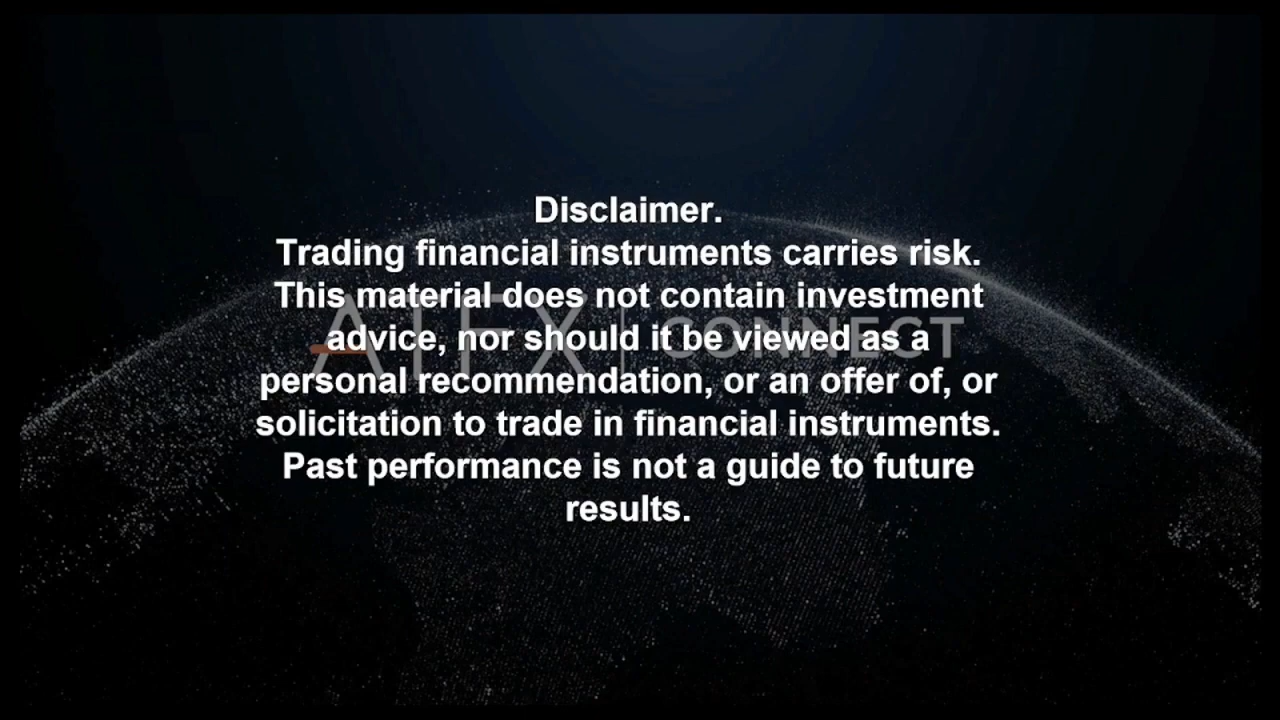 Disclaimer.
Trading financial instruments carries risk.
This material does not contain investment
advice, nor should it be viewed as a
personal recommendation, or an offer of, or
solicitation to trade in financial instruments.
Past performance is not a guide to future
results.
ATFX | CONNECT